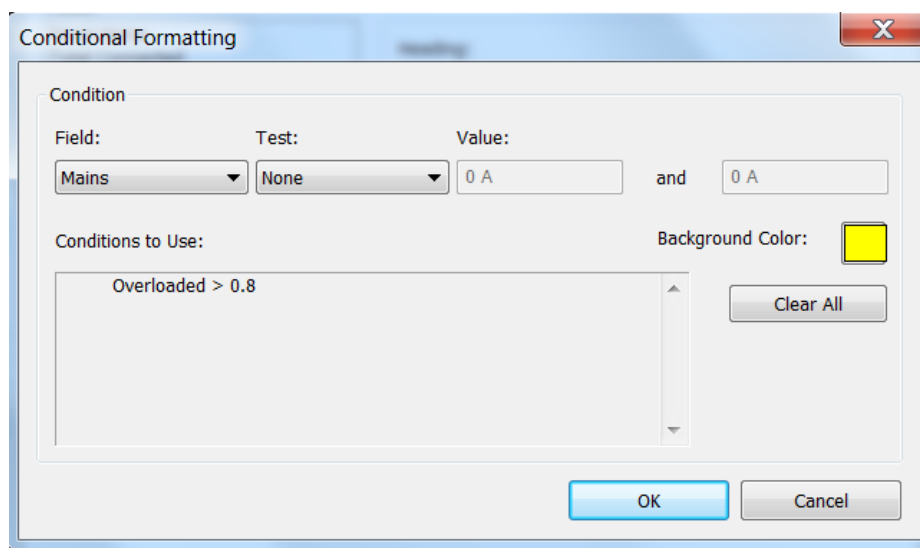 Conditional Formatting
Heading:
Condition
Field: Test: Value:
Mains None 0 A and 0 A
Conditions to Use: Background Color:
Overloaded > 0.8
Clear All
OK Cancel